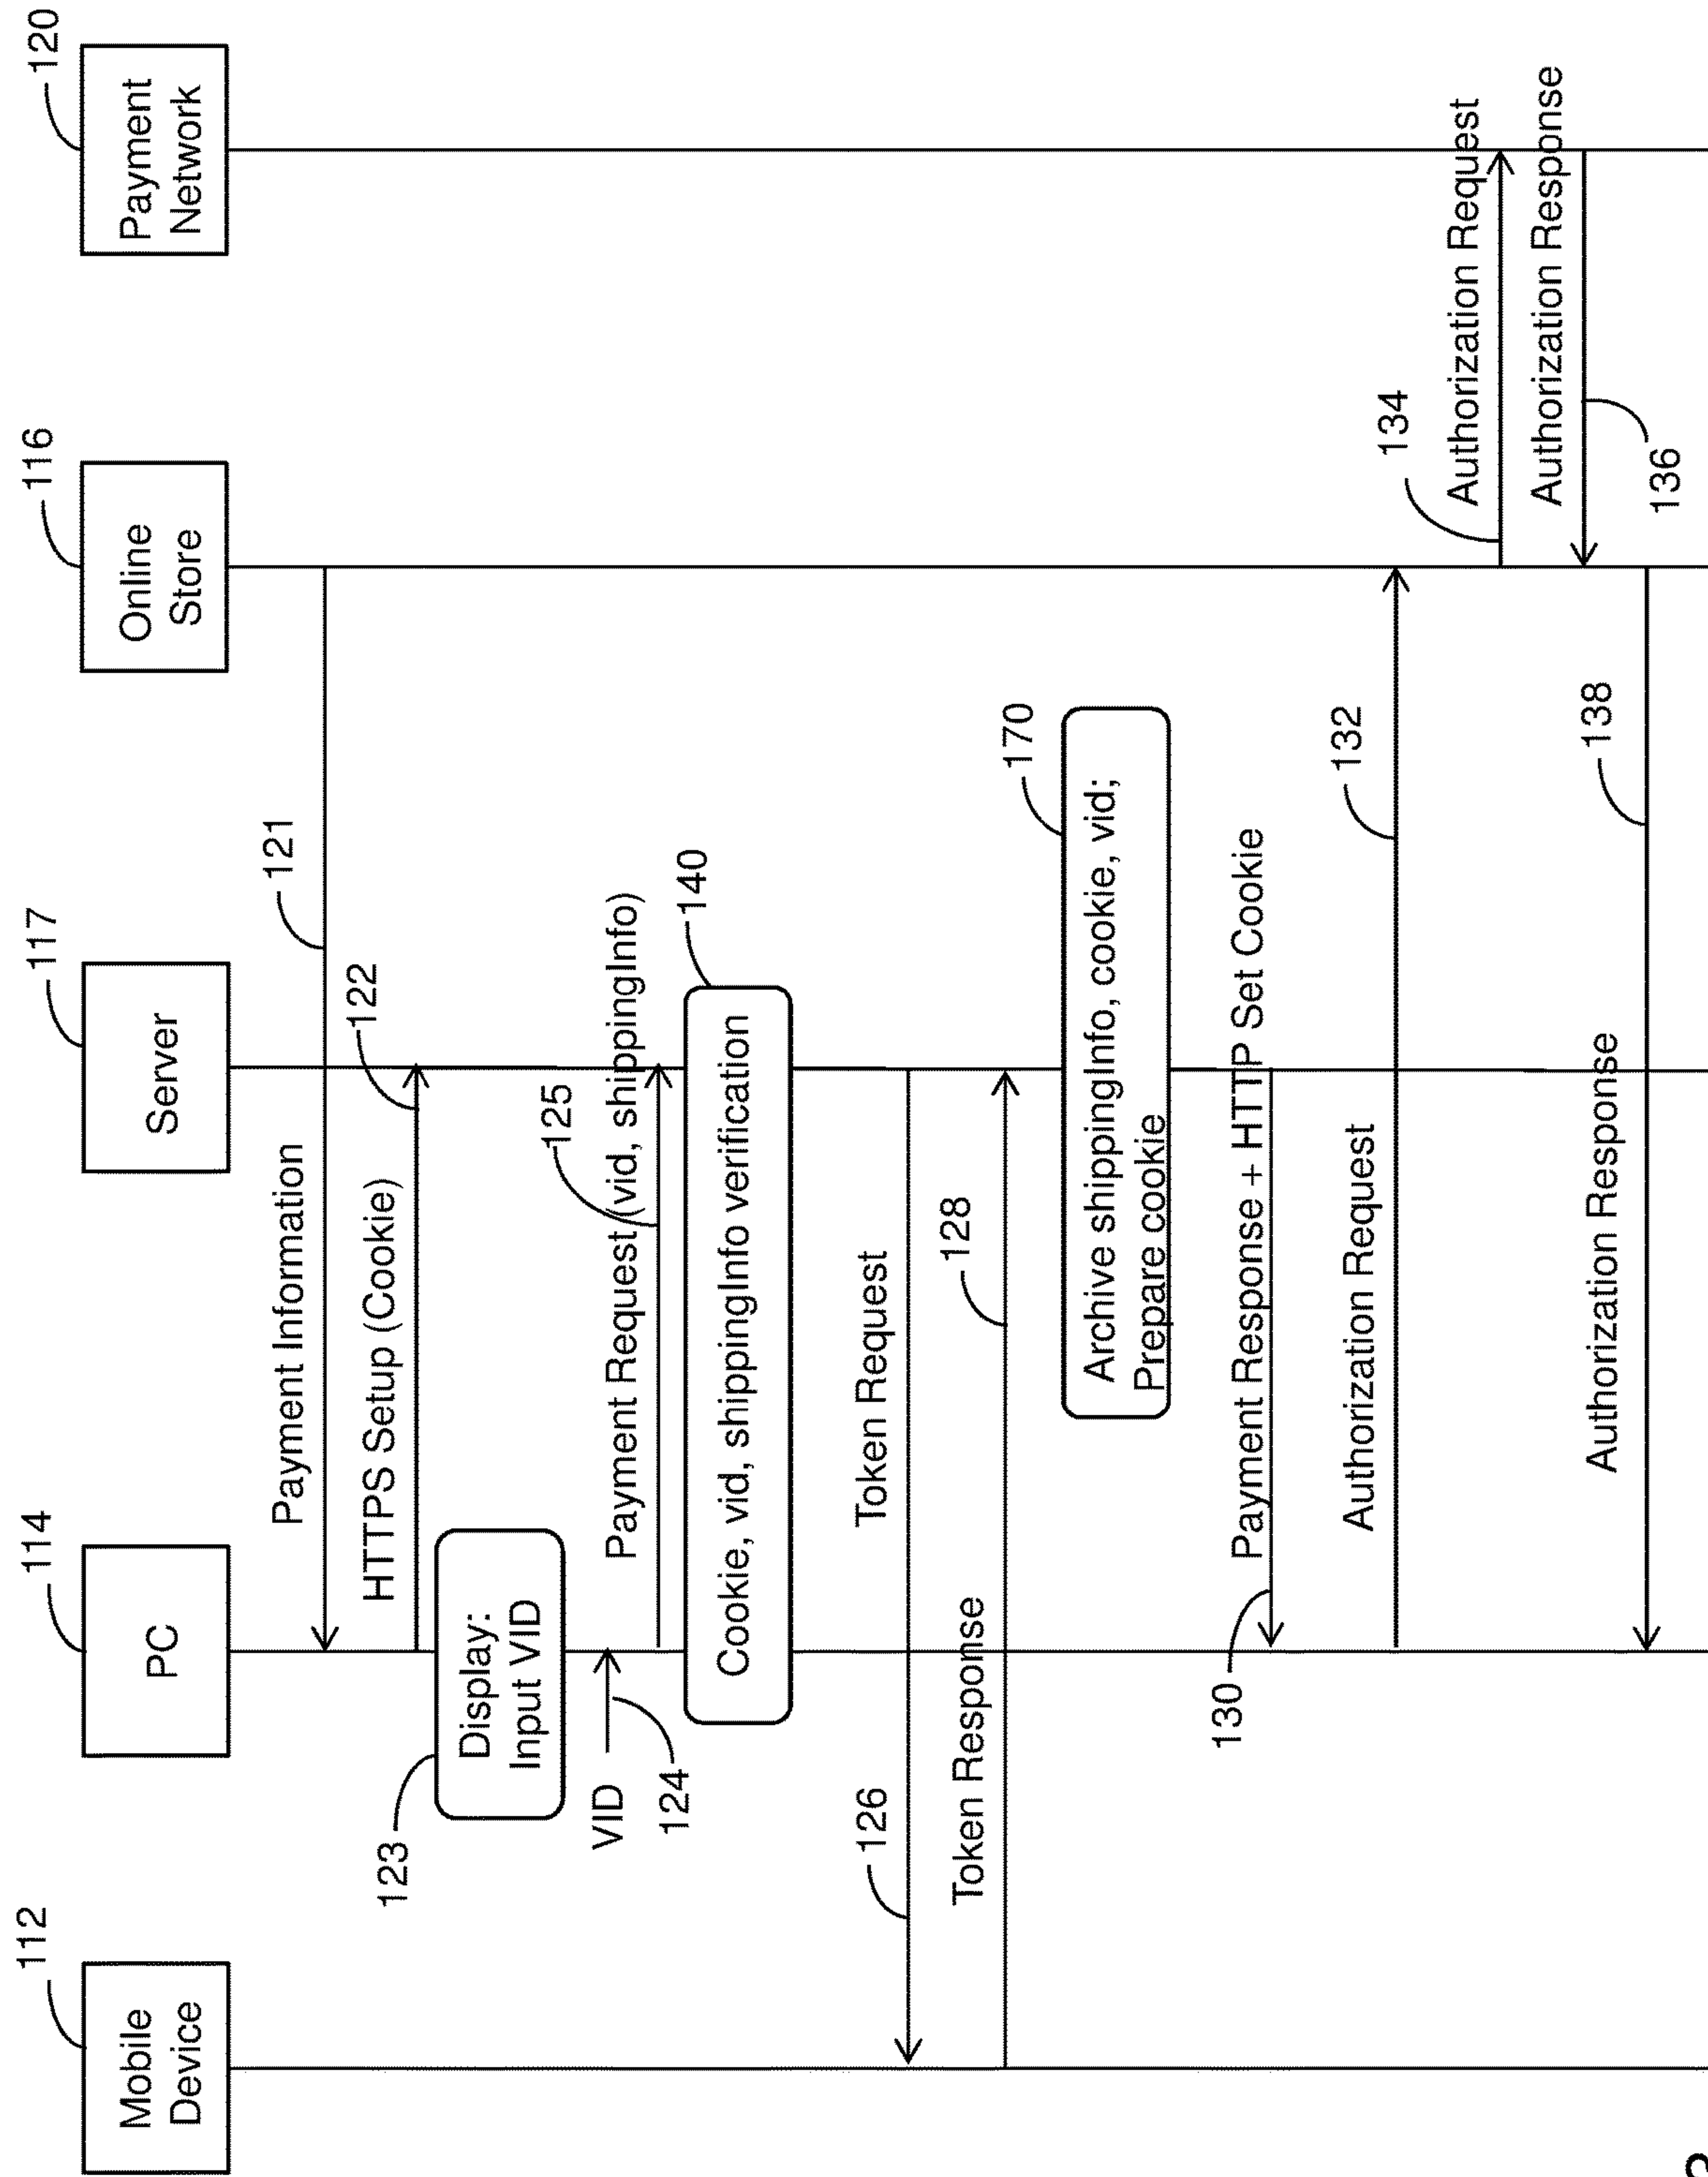 112
114
117
116
120
Mobile
Device
PC
Server
Online
Store
Payment
Network
Payment Information
121
HTTPS Setup (Cookie)
122
123
Display:
Input VID
VID
124
Payment Request (vid, shippingInfo)
125
140
Cookie, vid, shippingInfo verification
126
Token Request
Token Response
128
170
Archive shippingInfo, cookie, vid;
Prepare cookie
130
Payment Response + HTTP Set Cookie
Authorization Request
132
134
Authorization Request
Authorization Response
136
Authorization Response
138